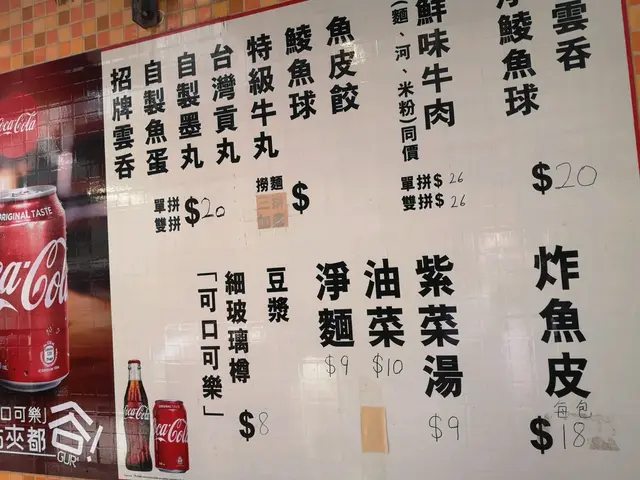 雲吞
鯪魚球
$20
鮮味牛肉
(麵、河、米粉)同價
單拼$26
雙拼$26
魚皮餃
鯪魚球
特級牛丸
台灣貢丸
自製墨丸
自製魚蛋
招牌雲吞
撈麵
$
單拼
雙拼
$20
炸魚皮
每包
$18
紫菜湯
$9
油菜
$10
淨麵
$9
豆漿
細玻璃樽
「可口可樂」
$8
Coca-Cola
ORIGINAL TASTE
Coca-Cola
口可樂」
夾都
谷!
GUR
Coca-Cola
Coca-Cola